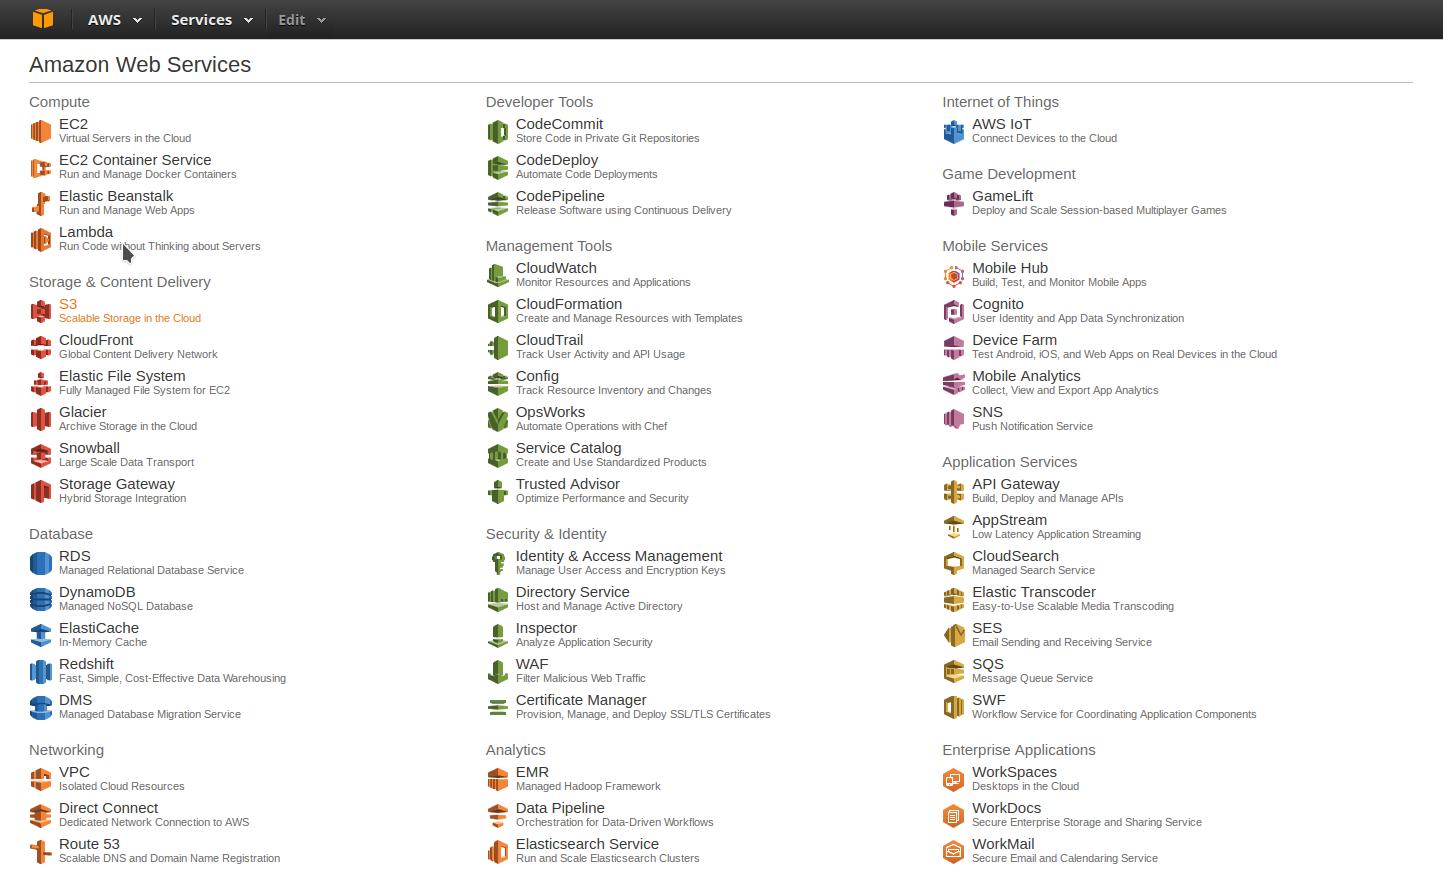 AWS
Services
Edit
Amazon Web Services
Compute
EC2
Virtual Servers in the Cloud
EC2 Container Service
Run and Manage Docker Containers
Elastic Beanstalk
Run and Manage Web Apps
Lambda
Run Code without Thinking about Servers
Storage & Content Delivery
S3
Scalable Storage in the Cloud
CloudFront
Global Content Delivery Network
Elastic File System
Fully Managed File System for EC2
Glacier
Archive Storage in the Cloud
Snowball
Large Scale Data Transport
Storage Gateway
Hybrid Storage Integration
Database
RDS
Managed Relational Database Service
DynamoDB
Managed NoSQL Database
ElastiCache
In-Memory Cache
Redshift
Fast, Simple, Cost-Effective Data Warehousing
DMS
Managed Database Migration Service
Networking
VPC
Isolated Cloud Resources
Direct Connect
Dedicated Network Connection to AWS
Route 53
Scalable DNS and Domain Name Registration
Developer Tools
CodeCommit
Store Code in Private Git Repositories
CodeDeploy
Automate Code Deployments
CodePipeline
Release Software using Continuous Delivery
Management Tools
CloudWatch
Monitor Resources and Applications
CloudFormation
Create and Manage Resources with Templates
CloudTrail
Track User Activity and API Usage
Config
Track Resource Inventory and Changes
OpsWorks
Automate Operations with Chef
Service Catalog
Create and Use Standardized Products
Trusted Advisor
Optimize Performance and Security
Security & Identity
Identity & Access Management
Manage User Access and Encryption Keys
Directory Service
Host and Manage Active Directory
Inspector
Analyze Application Security
WAF
Filter Malicious Web Traffic
Certificate Manager
Provision, Manage, and Deploy SSL/TLS Certificates
Analytics
EMR
Managed Hadoop Framework
Data Pipeline
Orchestration for Data-Driven Workflows
Elasticsearch Service
Run and Scale Elasticsearch Clusters
Internet of Things
AWS IoT
Connect Devices to the Cloud
Game Development
GameLift
Deploy and Scale Session-based Multiplayer Games
Mobile Services
Mobile Hub
Build, Test, and Monitor Mobile Apps
Cognito
User Identity and App Data Synchronization
Device Farm
Test Android, iOS, and Web Apps on Real Devices in the Cloud
Mobile Analytics
Collect, View and Export App Analytics
SNS
Push Notification Service
Application Services
API Gateway
Build, Deploy and Manage APIs
AppStream
Low Latency Application Streaming
CloudSearch
Managed Search Service
Elastic Transcoder
Easy-to-Use Scalable Media Transcoding
SES
Email Sending and Receiving Service
SQS
Message Queue Service
SWF
Workflow Service for Coordinating Application Components
Enterprise Applications
WorkSpaces
Desktops in the Cloud
WorkDocs
Secure Enterprise Storage and Sharing Service
WorkMail
Secure Email and Calendaring Service